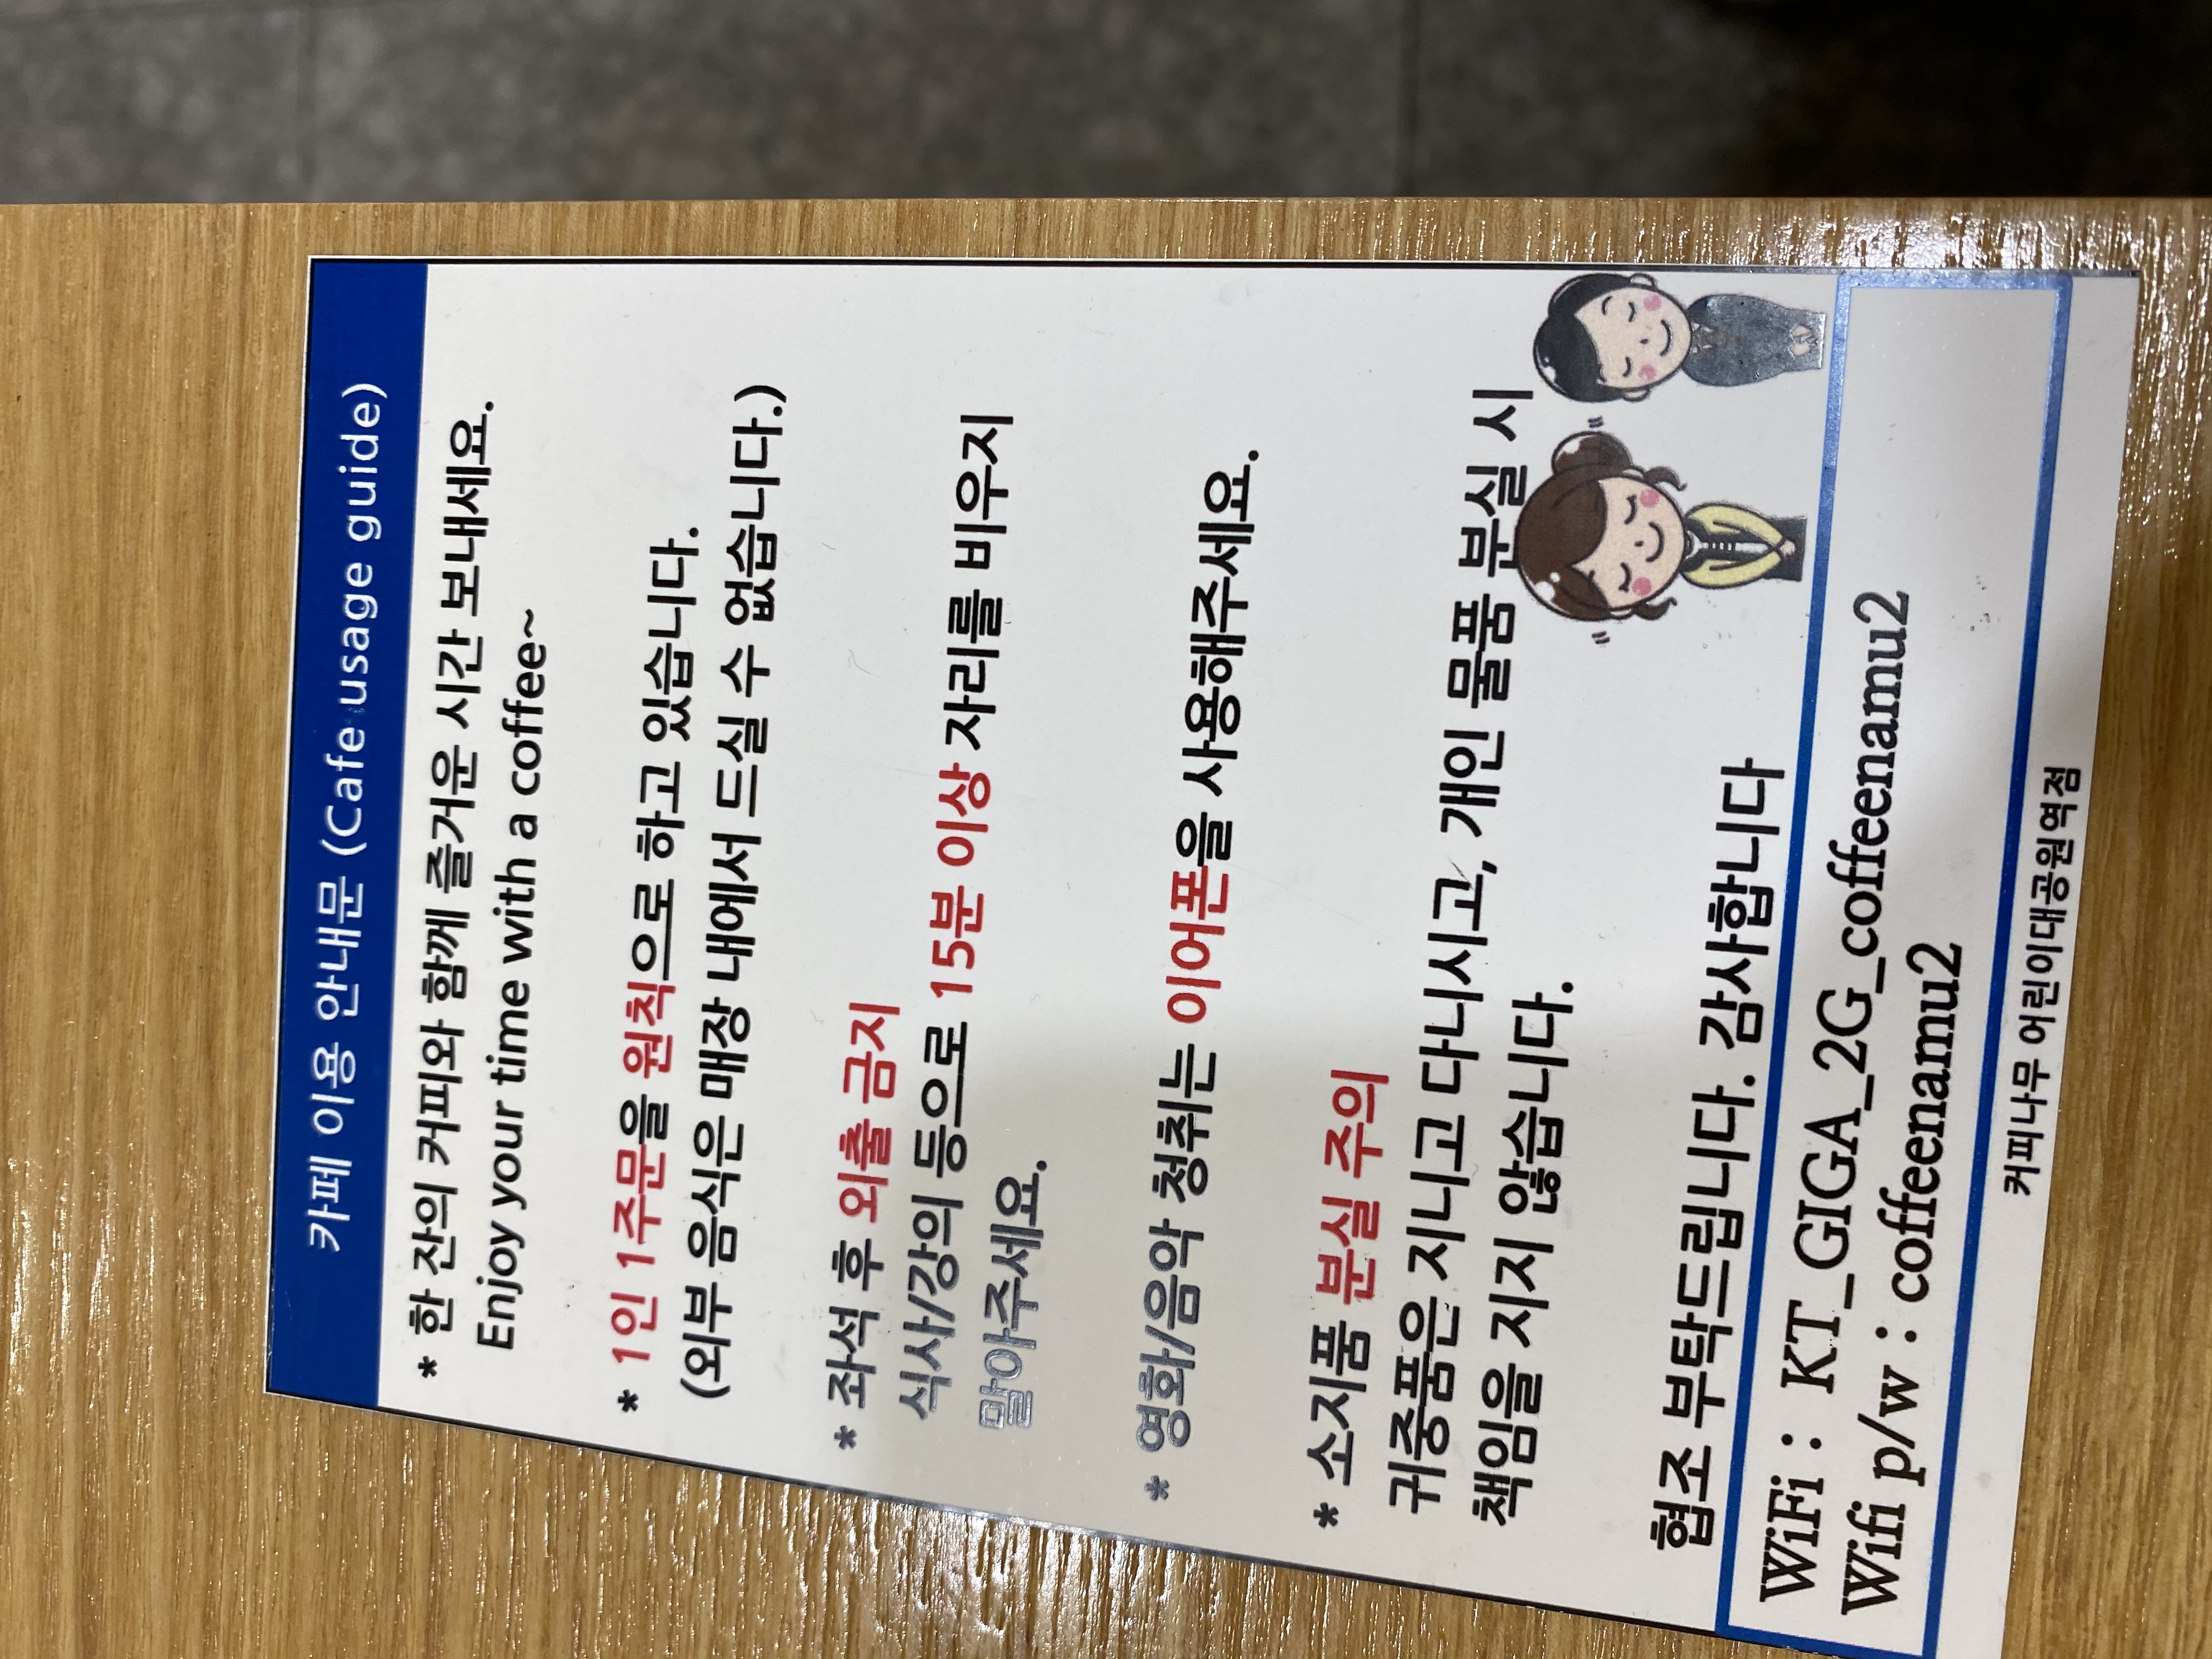 카페 이용 안내문 (Cafe usage guide)
* 한 잔의 커피와 함께 즐거운 시간 보내세요.
Enjoy your time with a coffee~
* 1인 1주문을 원칙으로 하고 있습니다.
(외부 음식은 매장 내에서 드실 수 없습니다.)
* 좌석 후 외출 금지
식사/강의 등으로 15분 이상 자리를 비우지
말아주세요.
* 영화/음악 청취는 이어폰을 사용해주세요.
* 소지품 분실 주의
귀중품은 지니고 다니시고, 개인 물품 분실 시
책임을 지지 않습니다.
협조 부탁드립니다. 감사합니다
WiFi : KT_GIGA_2G_coffeenamu2
Wifi p/w : coffeenamu2
커피나무 어린이대공원역점